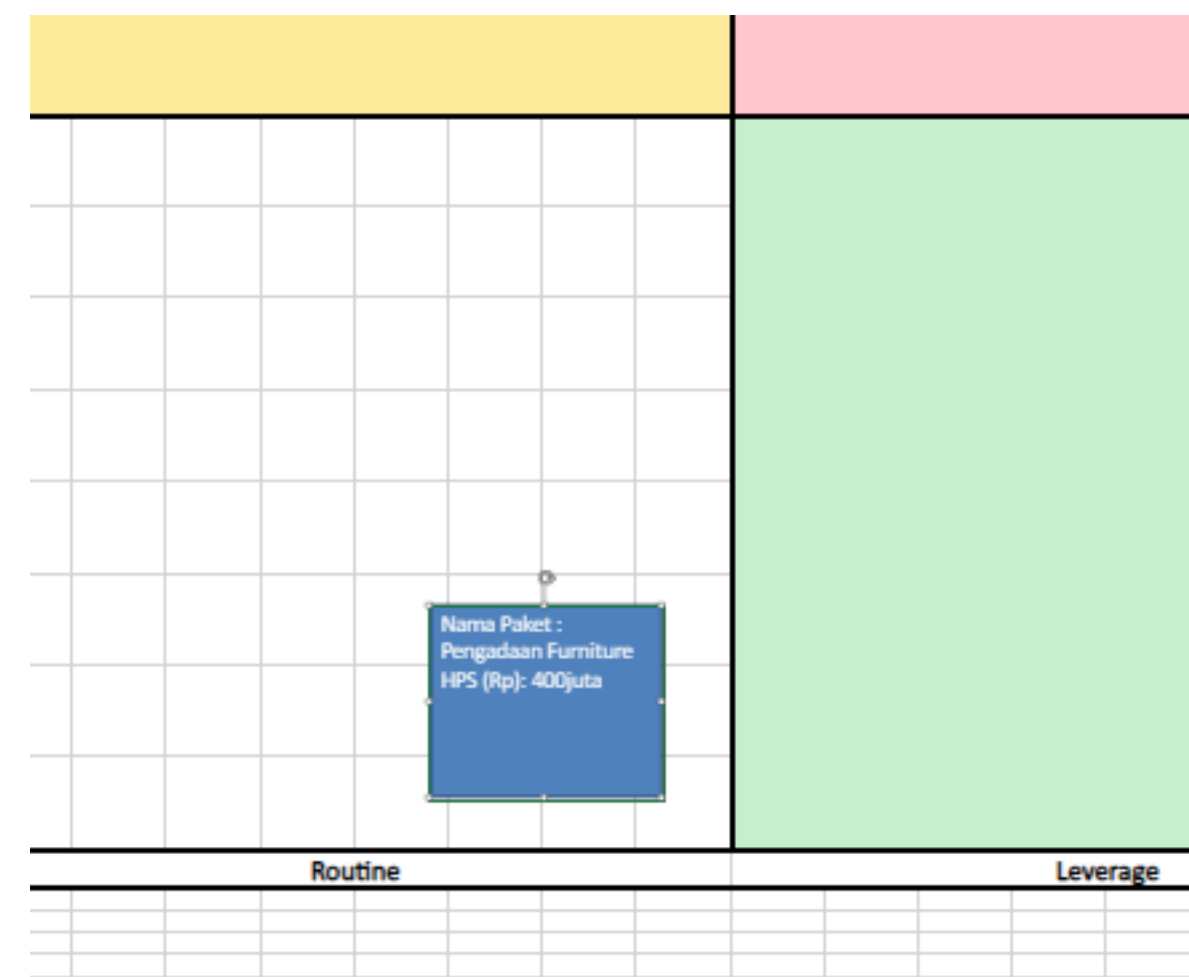 Nama Paket :
Pengadaan Furniture
HPS (Rp): 400juta
Routine
Leverage